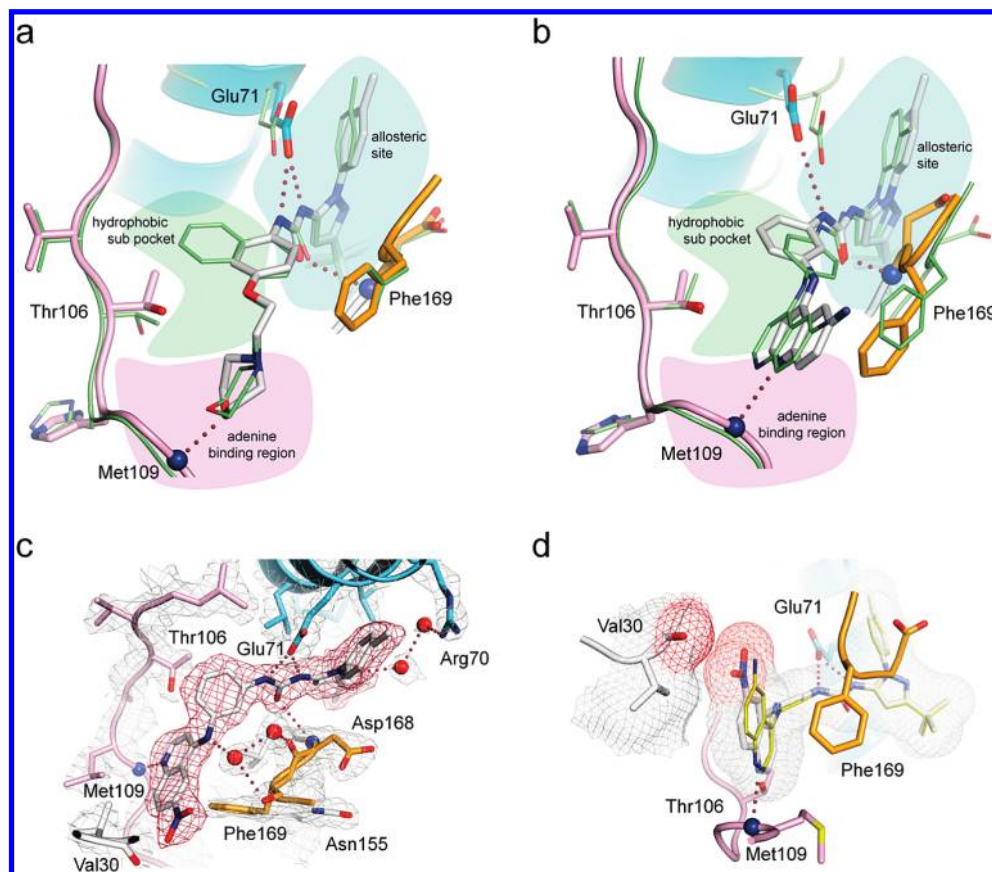 a
Glu71
allosteric
site
hydrophobic
sub pocket
Thr106
Phe169
adenine
binding region
Met109
b
Glu71
allosteric
site
hydrophobic
sub pocket
Thr106
Phe169
adenine
binding region
Met109
c
Thr106
Glu71
Arg70
Asp168
Met109
Phe169
Asn155
Val30
d
Glu71
Val30
Phe169
Thr106
Met109